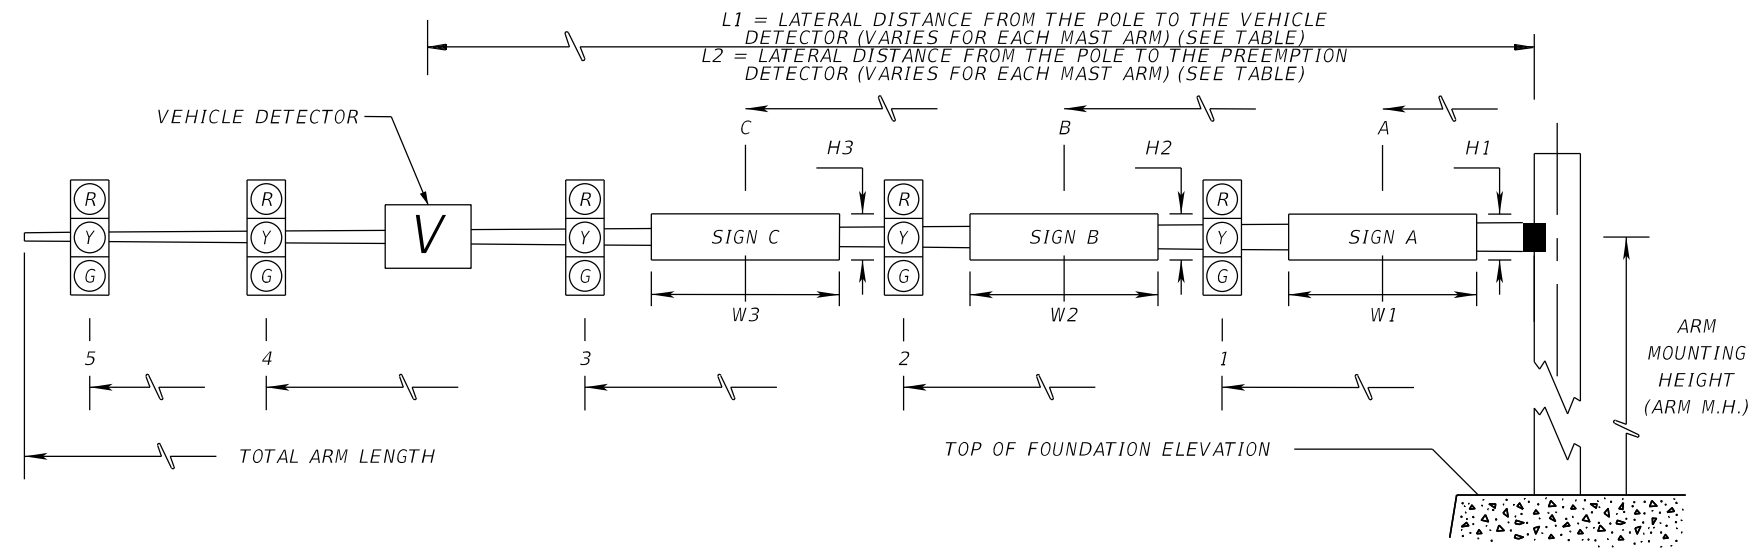 L1 = LATERAL DISTANCE FROM THE POLE TO THE VEHICLE
DETECTOR (VARIES FOR EACH MAST ARM) (SEE TABLE)
L2 = LATERAL DISTANCE FROM THE POLE TO THE PREEMPTION
DETECTOR (VARIES FOR EACH MAST ARM) (SEE TABLE)
VEHICLE DETECTOR
C
B
A
H3
H2
H1
R
R
R
R
R
Y
Y
V
Y
SIGN C
Y
SIGN B
Y
SIGN A
G
G
G
G
G
W3
W2
W1
5
4
3
2
1
ARM
MOUNTING
HEIGHT
(ARM M.H.)
TOTAL ARM LENGTH
TOP OF FOUNDATION ELEVATION